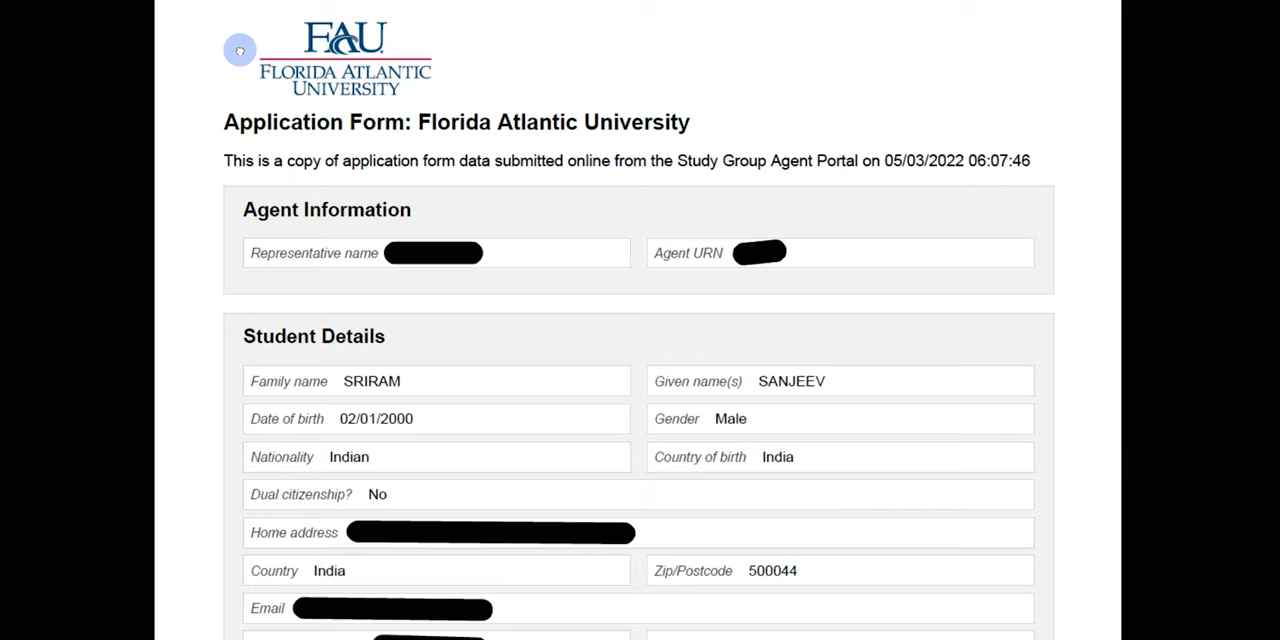 FAU
FLORIDA ATLANTIC
UNIVERSITY
Application Form: Florida Atlantic University
This is a copy of application form data submitted online from the Study Group Agent Portal on 05/03/2022 06:07:46
Agent Information
Representative name
Agent URN
Student Details
Family name SRIRAM
Given name(s) SANJEEV
Date of birth 02/01/2000
Gender Male
Nationality Indian
Country of birth India
Dual citizenship? No
Home address
Country India
Zip/Postcode 500044
Email